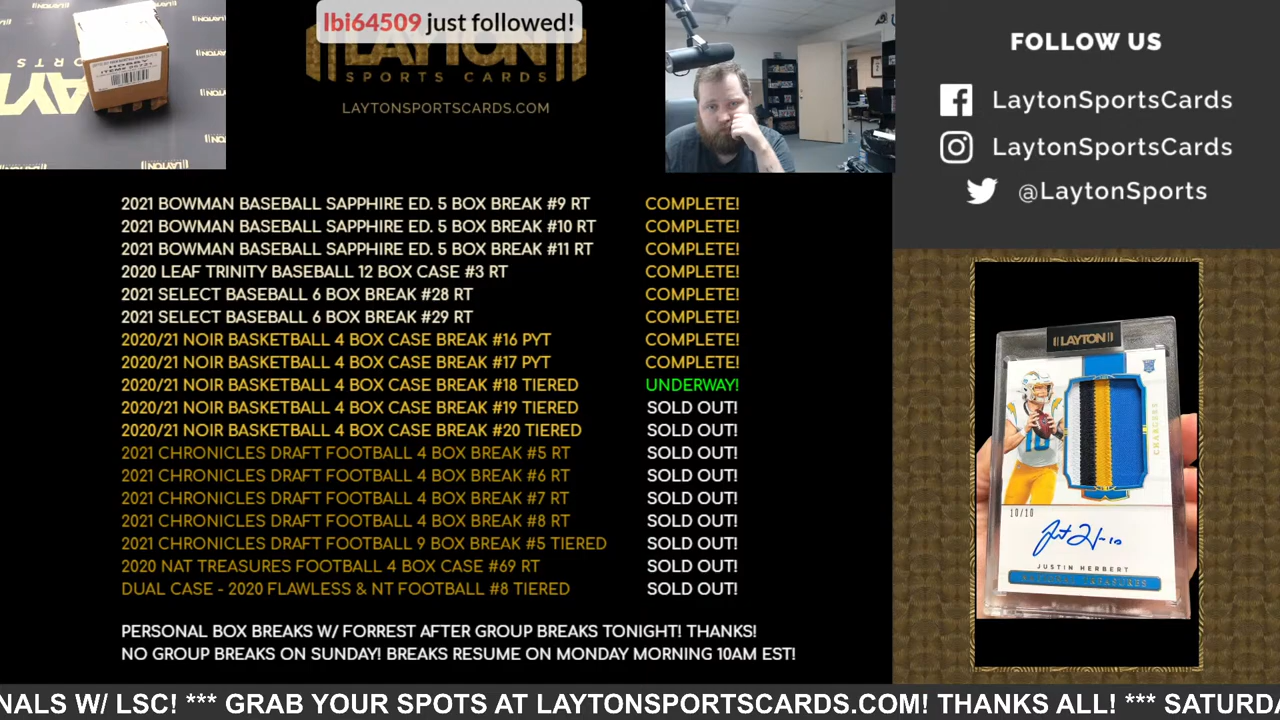 lbi64509 just followed!
LAYTON
SPORTS CARDS
LAYTONSPORTSCARDS.COM
HOBBY
FOLLOW US
LaytonSportsCards
LaytonSportsCards
@LaytonSports
2021 BOWMAN BASEBALL SAPPHIRE ED. 5 BOX BREAK #9 RT COMPLETE!
2021 BOWMAN BASEBALL SAPPHIRE ED. 5 BOX BREAK #10 RT COMPLETE!
2021 BOWMAN BASEBALL SAPPHIRE ED. 5 BOX BREAK #11 RT COMPLETE!
2020 LEAF TRINITY BASEBALL 12 BOX CASE #3 RT COMPLETE!
2021 SELECT BASEBALL 6 BOX BREAK #28 RT COMPLETE!
2021 SELECT BASEBALL 6 BOX BREAK #29 RT COMPLETE!
2020/21 NOIR BASKETBALL 4 BOX CASE BREAK #16 PYT COMPLETE!
2020/21 NOIR BASKETBALL 4 BOX CASE BREAK #17 PYT COMPLETE!
2020/21 NOIR BASKETBALL 4 BOX CASE BREAK #18 TIERED UNDERWAY!
2020/21 NOIR BASKETBALL 4 BOX CASE BREAK #19 TIERED SOLD OUT!
2020/21 NOIR BASKETBALL 4 BOX CASE BREAK #20 TIERED SOLD OUT!
2021 CHRONICLES DRAFT FOOTBALL 4 BOX BREAK #5 RT SOLD OUT!
2021 CHRONICLES DRAFT FOOTBALL 4 BOX BREAK #6 RT SOLD OUT!
2021 CHRONICLES DRAFT FOOTBALL 4 BOX BREAK #7 RT SOLD OUT!
2021 CHRONICLES DRAFT FOOTBALL 4 BOX BREAK #8 RT SOLD OUT!
2021 CHRONICLES DRAFT FOOTBALL 9 BOX BREAK #5 TIERED SOLD OUT!
2020 NAT TREASURES FOOTBALL 4 BOX CASE #69 RT SOLD OUT!
DUAL CASE - 2020 FLAWLESS & NT FOOTBALL #8 TIERED SOLD OUT!
PERSONAL BOX BREAKS W/ FORREST AFTER GROUP BREAKS TONIGHT! THANKS!
NO GROUP BREAKS ON SUNDAY! BREAKS RESUME ON MONDAY MORNING 10AM EST!
LAYTON
CHARGERS
10/10
JUSTIN HERBERT
NATIONAL TREASURES
NALS W/ LSC! *** GRAB YOUR SPOTS AT LAYTONSPORTSCARDS.COM! THANKS ALL! *** SATURDA